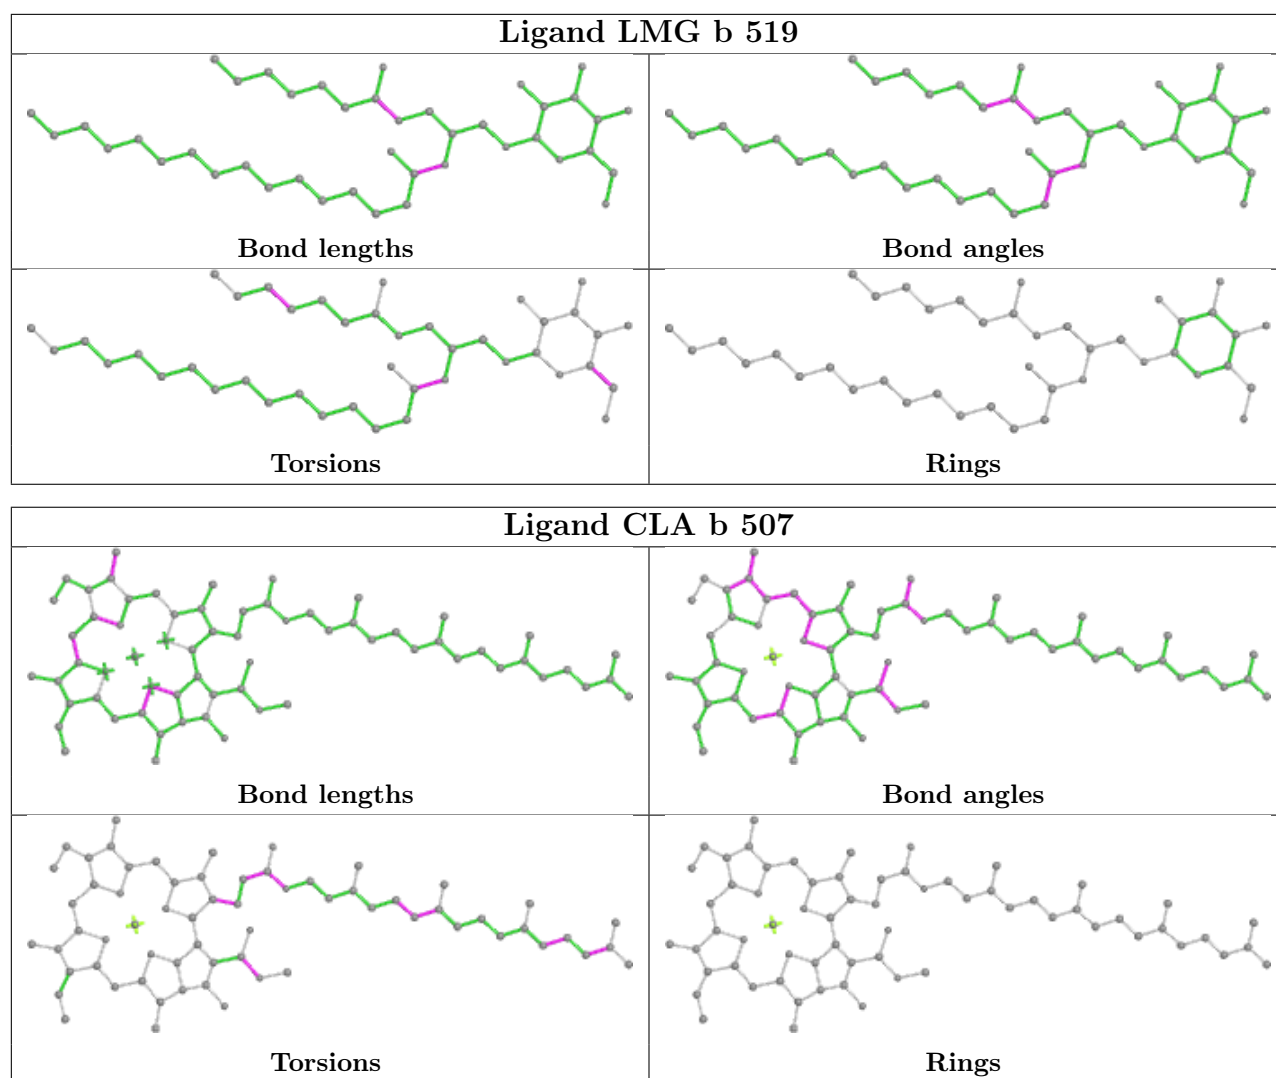 Ligand LMG b 519
Bond lengths
Bond angles
Torsions
Rings
Ligand CLA b 507
Bond lengths
Bond angles
Torsions
Rings